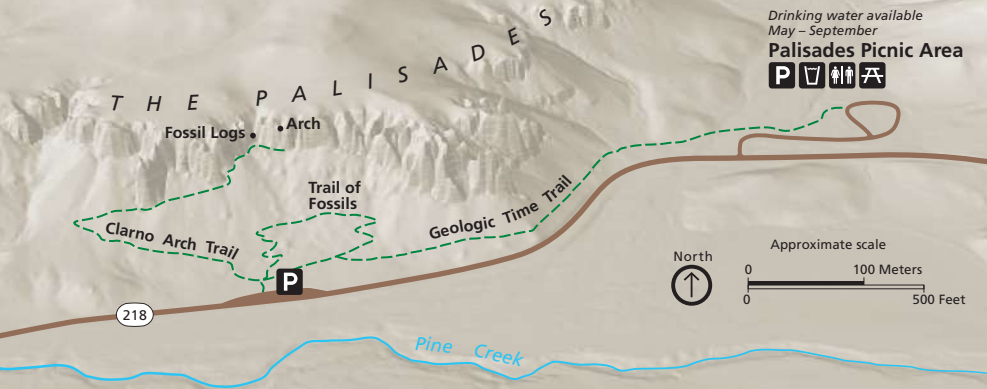 Drinking water available
May – September
Palisades Picnic Area
P
THE PALISADES
Fossil Logs
Arch
Trail of
Fossils
Geologic Time Trail
Clarno Arch Trail
P
218
Pine Creek
North
Approximate scale
0 100 Meters
0 500 Feet